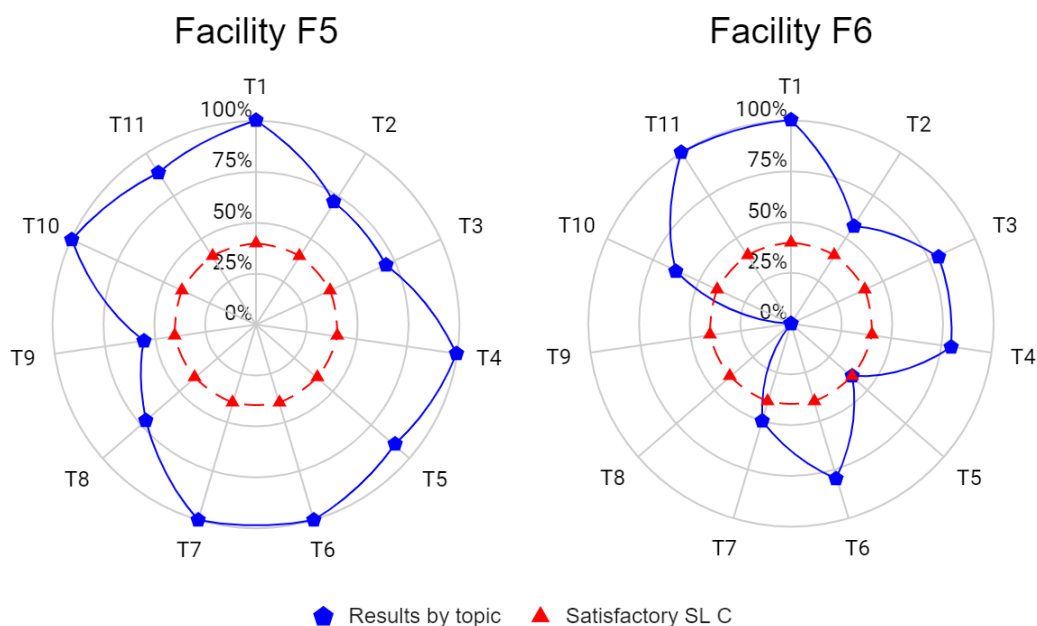 Facility F5
Facility F6
T1
T2
T3
T4
T5
T6
T7
T8
T9
T10
T11
100%
75%
50%
25%
0%
T1
T2
T3
T4
T5
T6
T7
T8
T9
T10
T11
100%
75%
50%
25%
0%
Results by topic
Satisfactory SL C